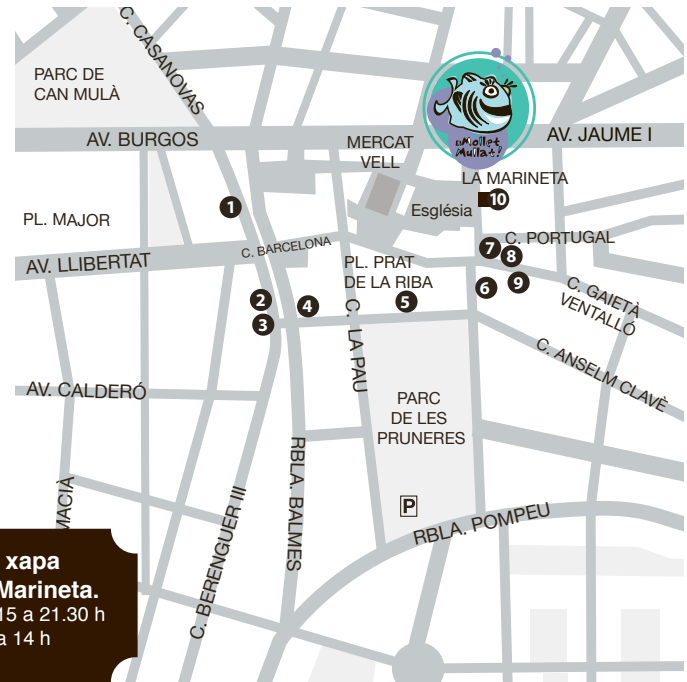 C. CASANOVAS
PARC DE
CAN MULÀ
AV. BURGOS
MERCAT
VELL
El Mollet,
Mullat!
AV. JAUME I
LA MARINETA
10
Església
1
PL. MAJOR
C. BARCELONA
7
C. PORTUGAL
8
AV. LLIBERTAT
PL. PRAT
DE LA RIBA
6
9
C. GAIETÀ
VENTALLÓ
2
4
5
3
C. LA PAU
C. ANSELM CLAVÈ
AV. CALDERÓ
PARC
DE LES
PRUNERES
RBLA. BALMES
MACIÀ
P
RBLA. POMPEU
C. BERENGUER III
xapa
Marineta.
15 a 21.30 h
a 14 h